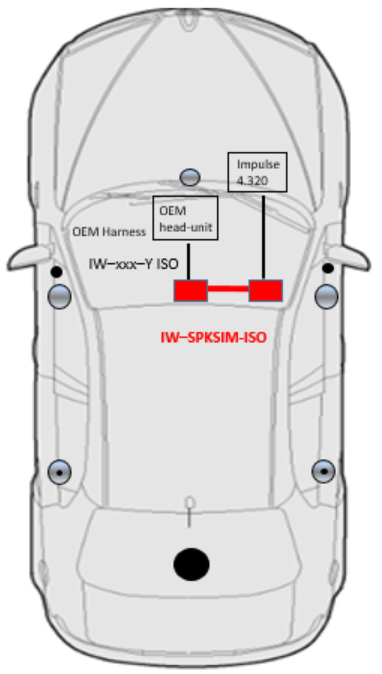 Impulse
4.320
OEM
head-unit
OEM Harness
IW–xxx–Y ISO
IW–SPKSIM-ISO